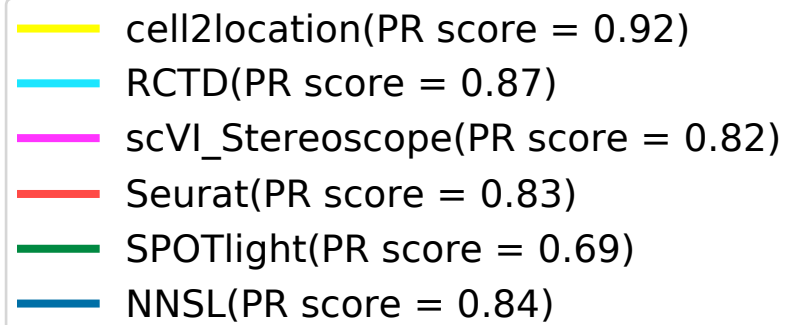 cell2location(PR score = 0.92)
RCTD(PR score = 0.87)
scVI_Stereoscope(PR score = 0.82)
Seurat(PR score = 0.83)
SPOTlight(PR score = 0.69)
NNSL(PR score = 0.84)